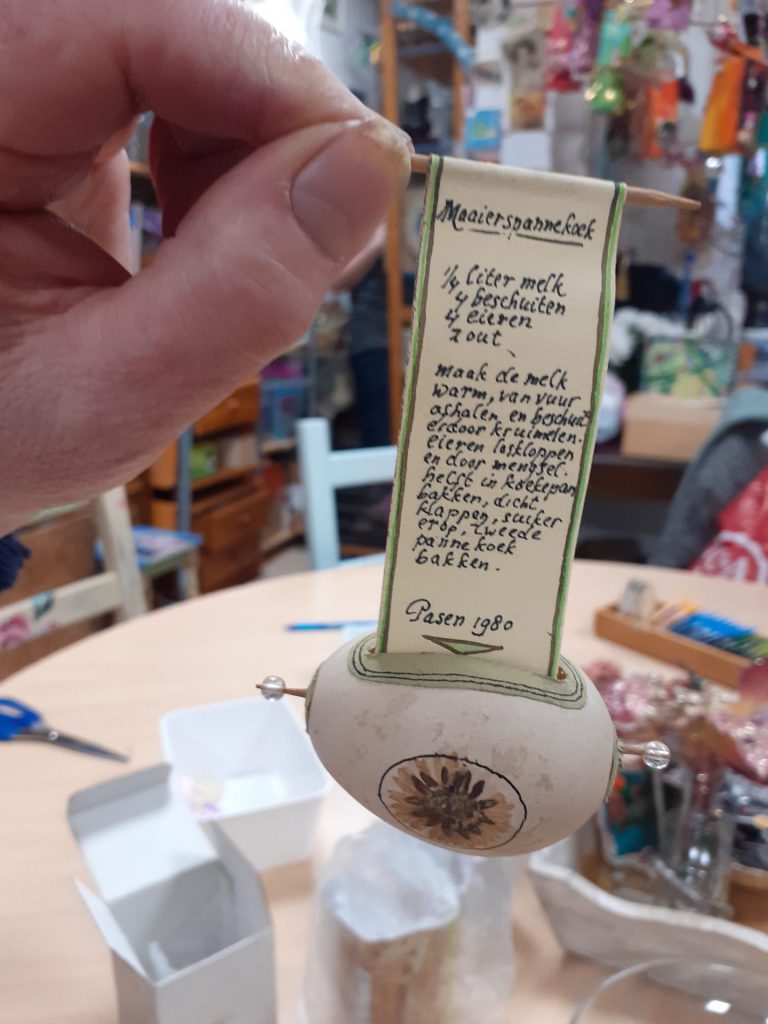 Maaierspannekoek
1/4 liter melk
4 beschuiten
4 eieren
zout
maak de melk
warm, van vuur
afhalen, en beschuit
erdoor kruimelen.
eieren loskloppen
en door mengsel.
helft in koekepan
bakken, dicht
klappen, suiker
erop, tweede
pannekoek
bakken.
Pasen 1980